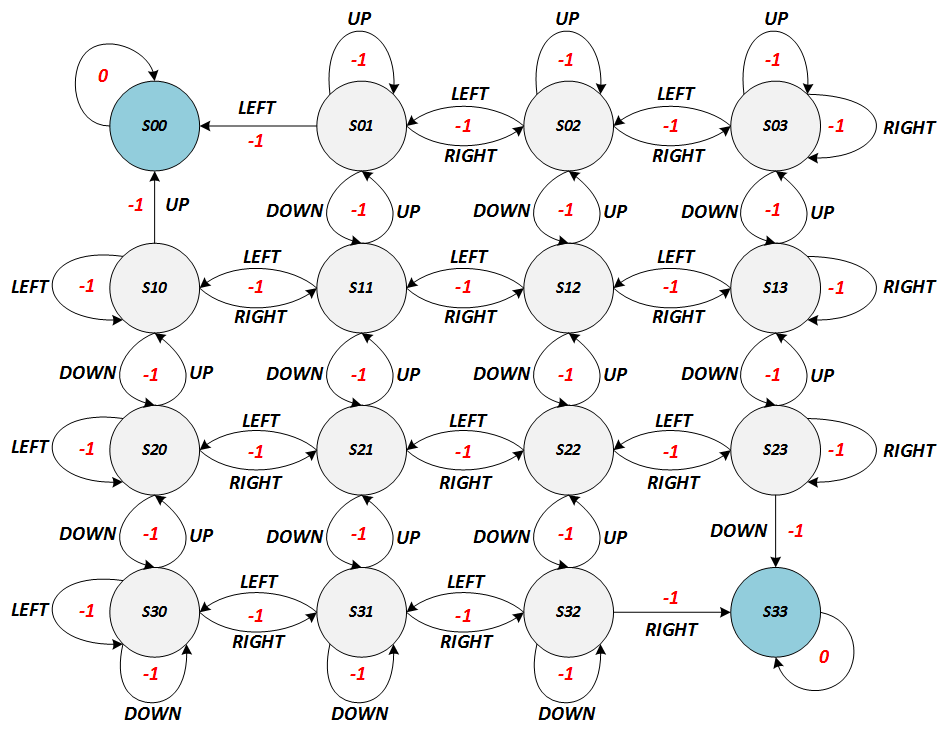 UP UP UP
0 -1 -1 -1
LEFT LEFT LEFT
S00 -1 S01 -1 S02 -1 S03 -1 RIGHT
RIGHT RIGHT
-1 UP DOWN -1 UP DOWN -1 UP DOWN -1 UP
LEFT LEFT LEFT
LEFT -1 S10 -1 S11 -1 S12 -1 S13 -1 RIGHT
RIGHT RIGHT RIGHT
DOWN -1 UP DOWN -1 UP DOWN -1 UP DOWN -1 UP
LEFT LEFT LEFT
LEFT -1 S20 -1 S21 -1 S22 -1 S23 -1 RIGHT
RIGHT RIGHT RIGHT
DOWN -1 UP DOWN -1 UP DOWN -1 UP DOWN -1
LEFT LEFT -1
LEFT -1 S30 -1 S31 -1 S32 S33
RIGHT RIGHT RIGHT
-1 -1 -1 0
DOWN DOWN DOWN